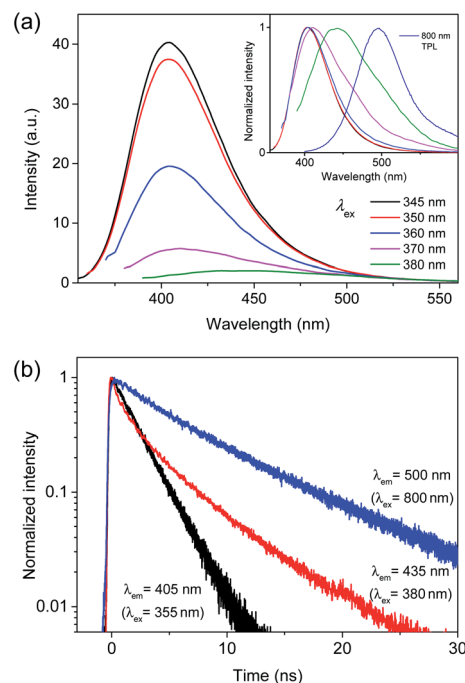 (a)
40
30
20
10
0
Intensity (a.u.)
400
450
500
550
Wavelength (nm)
1
0
Normalized intensity
400
500
Wavelength (nm)
800 nm
TPL
λex
345 nm
350 nm
360 nm
370 nm
380 nm
(b)
1
0.1
0.01
Normalized intensity
λem = 500 nm
(λex = 800 nm)
λem = 435 nm
(λex = 380 nm)
λem = 405 nm
(λex = 355 nm)
0
10
20
30
Time (ns)